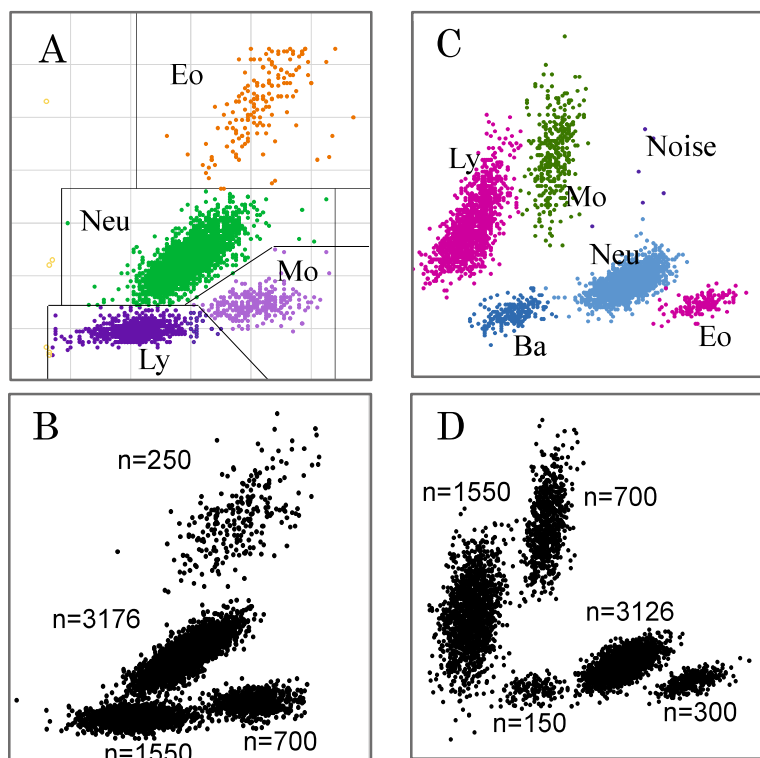 A
Eo
Neu
Mo
Ly
C
Ly
Mo
Noise
Neu
Ba
Eo
B
n=250
n=3176
n=1550
n=700
D
n=1550
n=700
n=3126
n=150
n=300